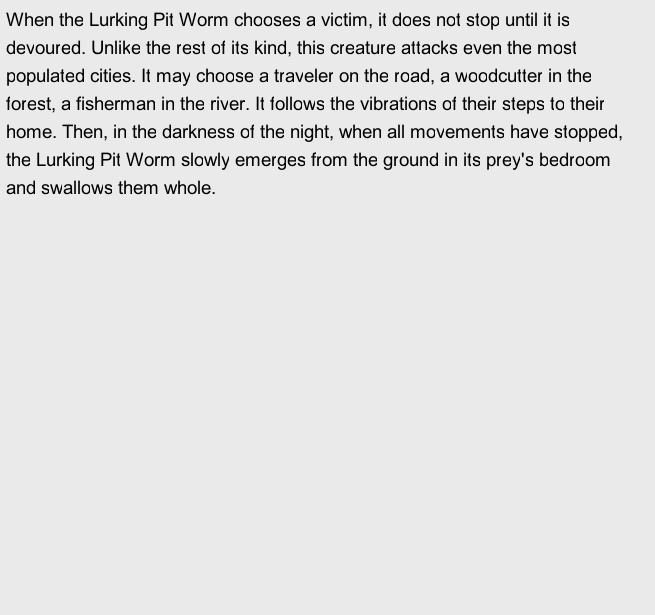 When the Lurking Pit Worm chooses a victim, it does not stop until it is
devoured. Unlike the rest of its kind, this creature attacks even the most
populated cities. It may choose a traveler on the road, a woodcutter in the
forest, a fisherman in the river. It follows the vibrations of their steps to their
home. Then, in the darkness of the night, when all movements have stopped,
the Lurking Pit Worm slowly emerges from the ground in its prey's bedroom
and swallows them whole.